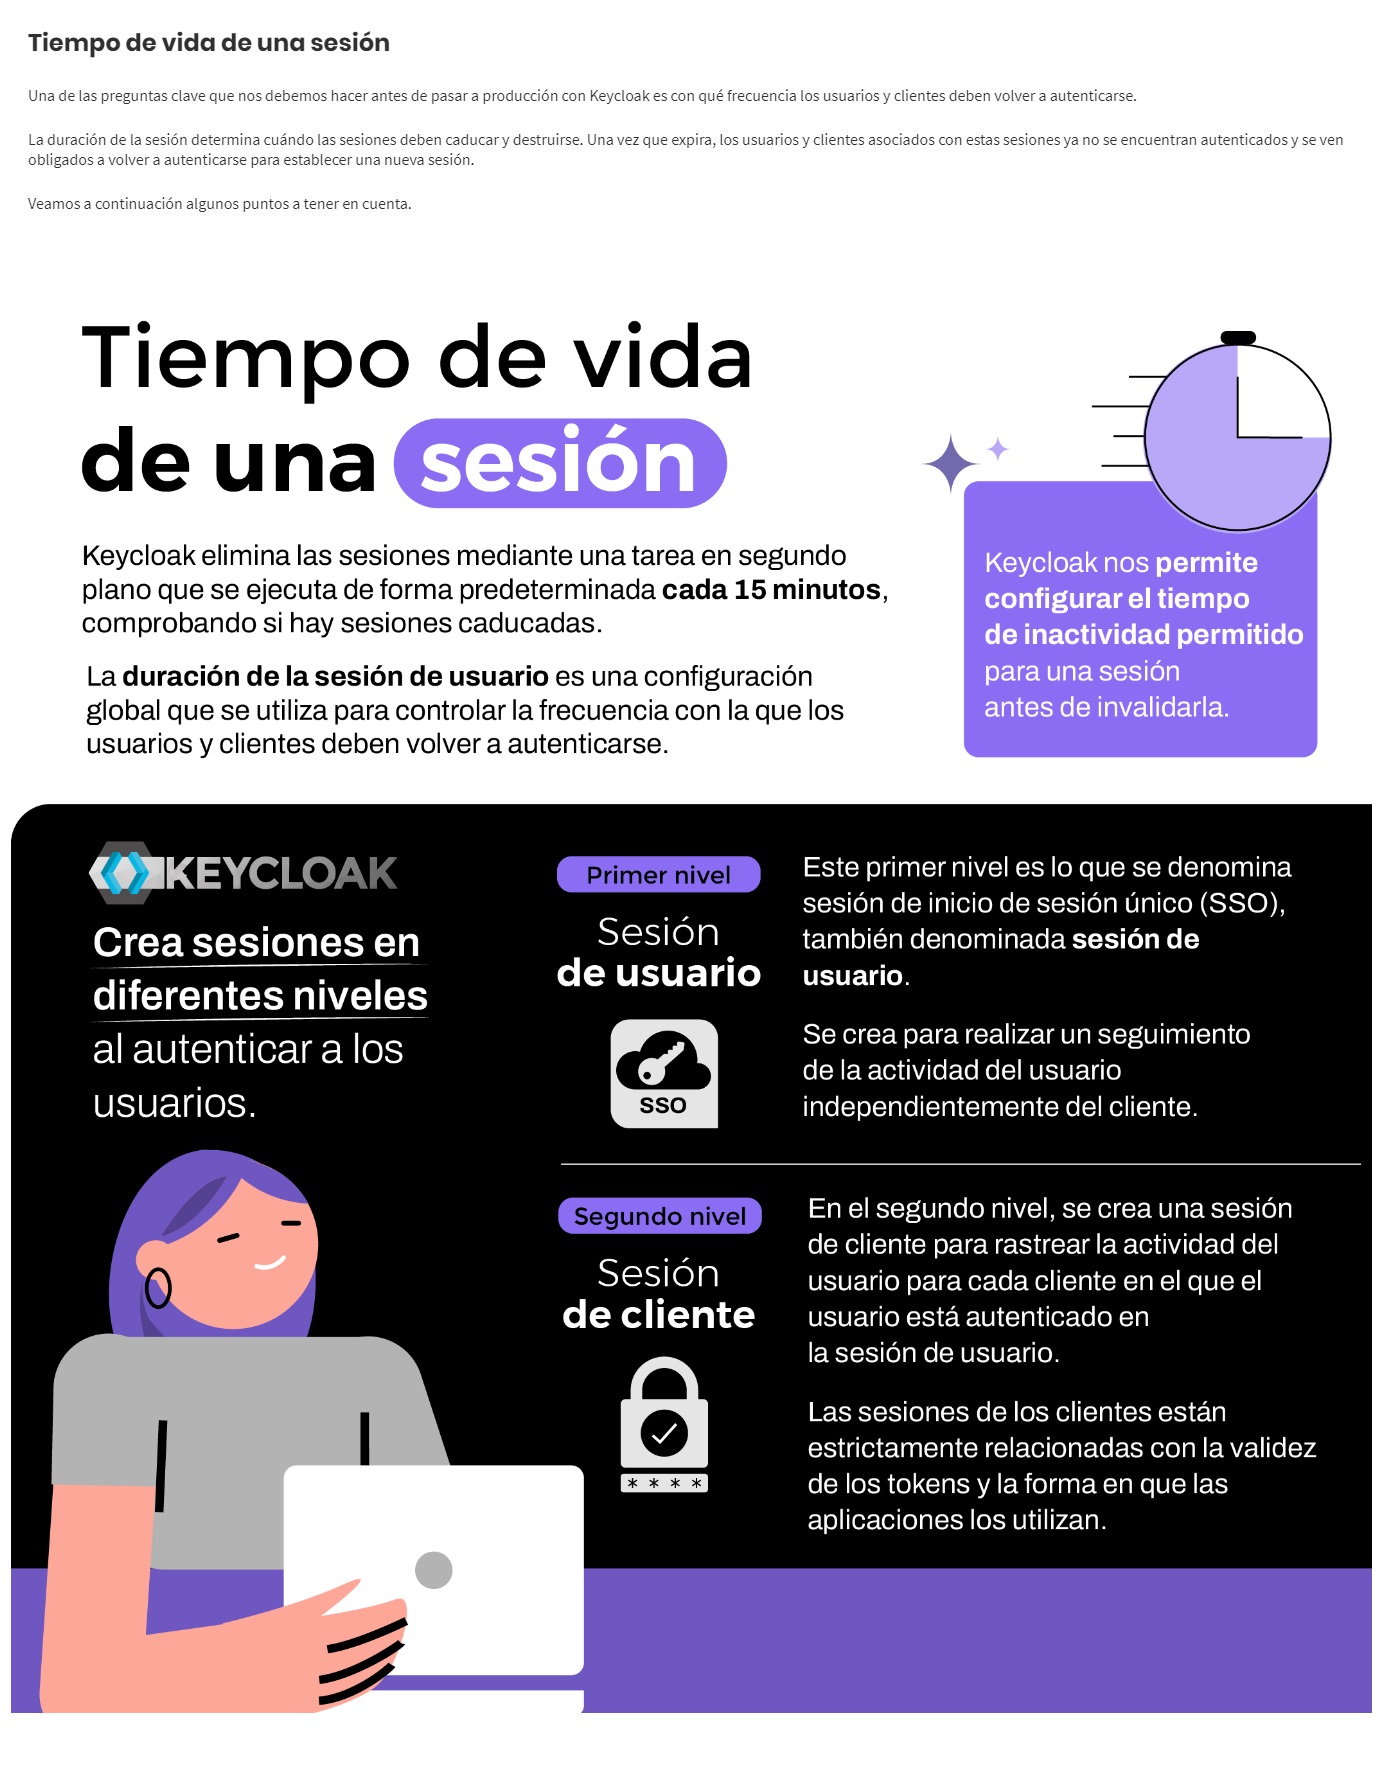 Tiempo de vida de una sesión
Una de las preguntas clave que nos debemos hacer antes de pasar a producción con Keycloak es con qué frecuencia los usuarios y clientes deben volver a autenticarse.
La duración de la sesión determina cuándo las sesiones deben caducar y destruirse. Una vez que expira, los usuarios y clientes asociados con estas sesiones ya no se encuentran autenticados y se ven
obligados a volver a autenticarse para establecer una nueva sesión.
Veamos a continuación algunos puntos a tener en cuenta.
Tiempo de vida
de una sesión
Keycloak elimina las sesiones mediante una tarea en segundo
plano que se ejecuta de forma predeterminada cada 15 minutos,
comprobando si hay sesiones caducadas.
La duración de la sesión de usuario es una configuración
global que se utiliza para controlar la frecuencia con la que los
usuarios y clientes deben volver a autenticarse.
Keycloak nos permite
configurar el tiempo
de inactividad permitido
para una sesión
antes de invalidarla.
KEYCLOAK
Crea sesiones en
diferentes niveles
al autenticar a los
usuarios.
Primer nivel
Sesión
de usuario
SSO
Este primer nivel es lo que se denomina
sesión de inicio de sesión único (SSO),
también denominada sesión de
usuario.
Se crea para realizar un seguimiento
de la actividad del usuario
independientemente del cliente.
Segundo nivel
Sesión
de cliente
* * * *
En el segundo nivel, se crea una sesión
de cliente para rastrear la actividad del
usuario para cada cliente en el que el
usuario está autenticado en
la sesión de usuario.
Las sesiones de los clientes están
estrictamente relacionadas con la validez
de los tokens y la forma en que las
aplicaciones los utilizan.